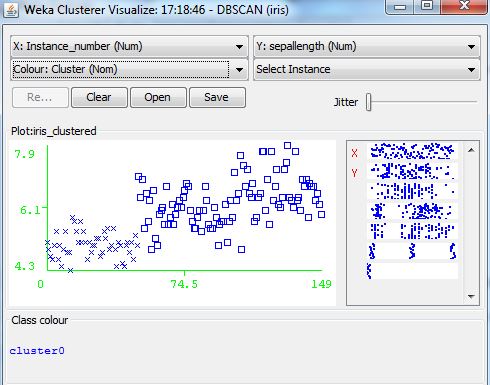 Weka Clusterer Visualize: 17:18:46 - DBSCAN (iris)
X: Instance_number (Num) Y: sepallength (Num)
Colour: Cluster (Nom) Select Instance
Re... Clear Open Save Jitter
Plot:iris_clustered
7.9
X
Y
6.1
4.3
0 74.5 149
Class colour
cluster0